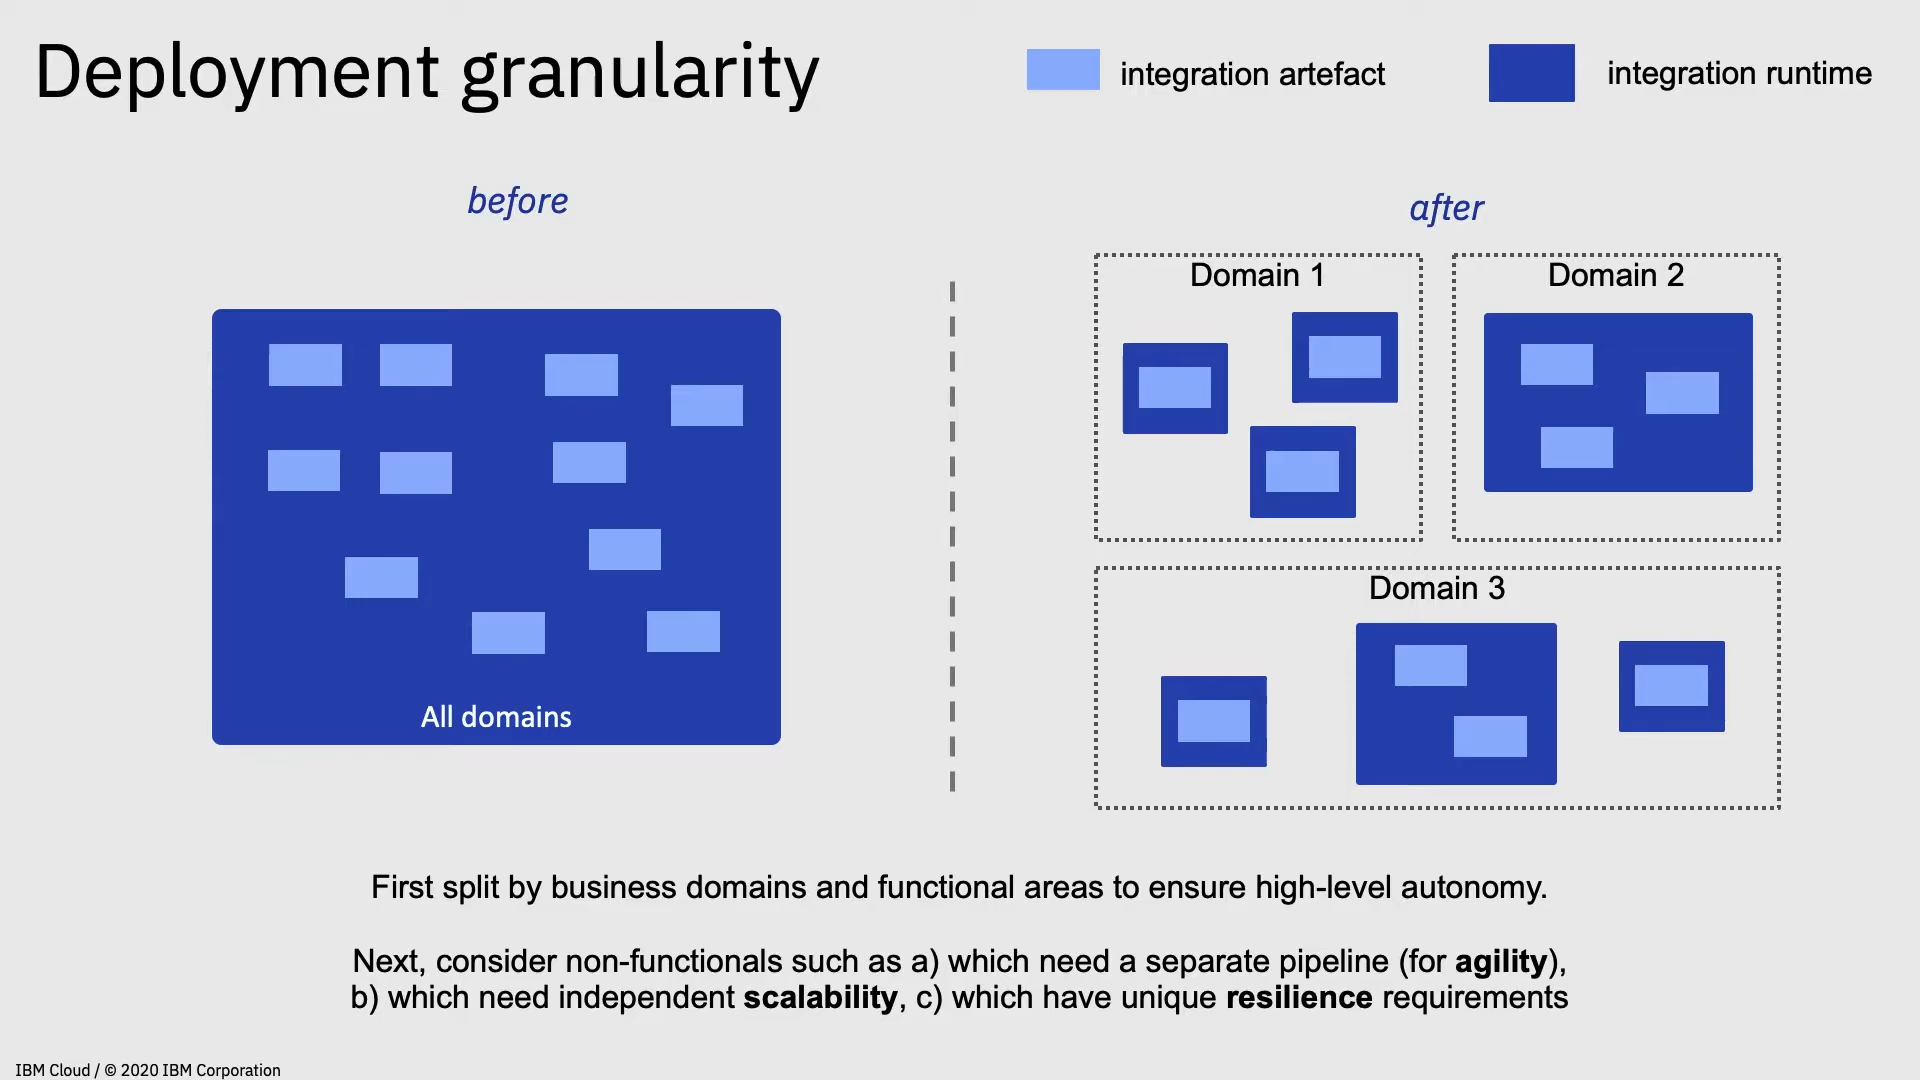 Deployment granularity
integration artefact
integration runtime
before
after
All domains
Domain 1
Domain 2
Domain 3
First split by business domains and functional areas to ensure high-level autonomy.
Next, consider non-functionals such as a) which need a separate pipeline (for agility),
b) which need independent scalability, c) which have unique resilience requirements
IBM Cloud / © 2020 IBM Corporation